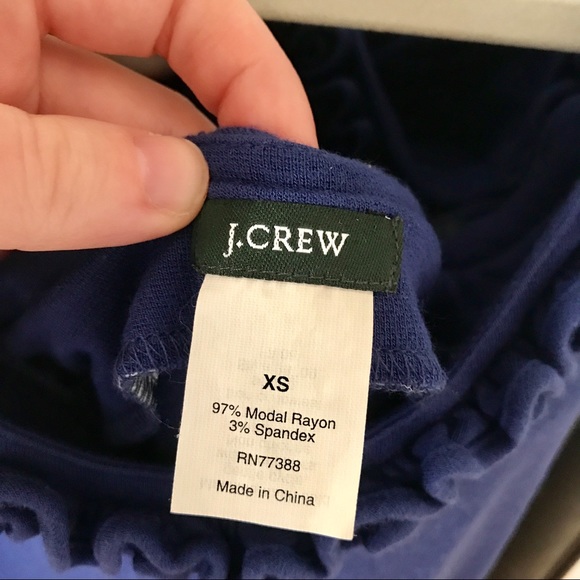 J.CREW
XS
97% Modal Rayon
3% Spandex
RN77388
Made in China